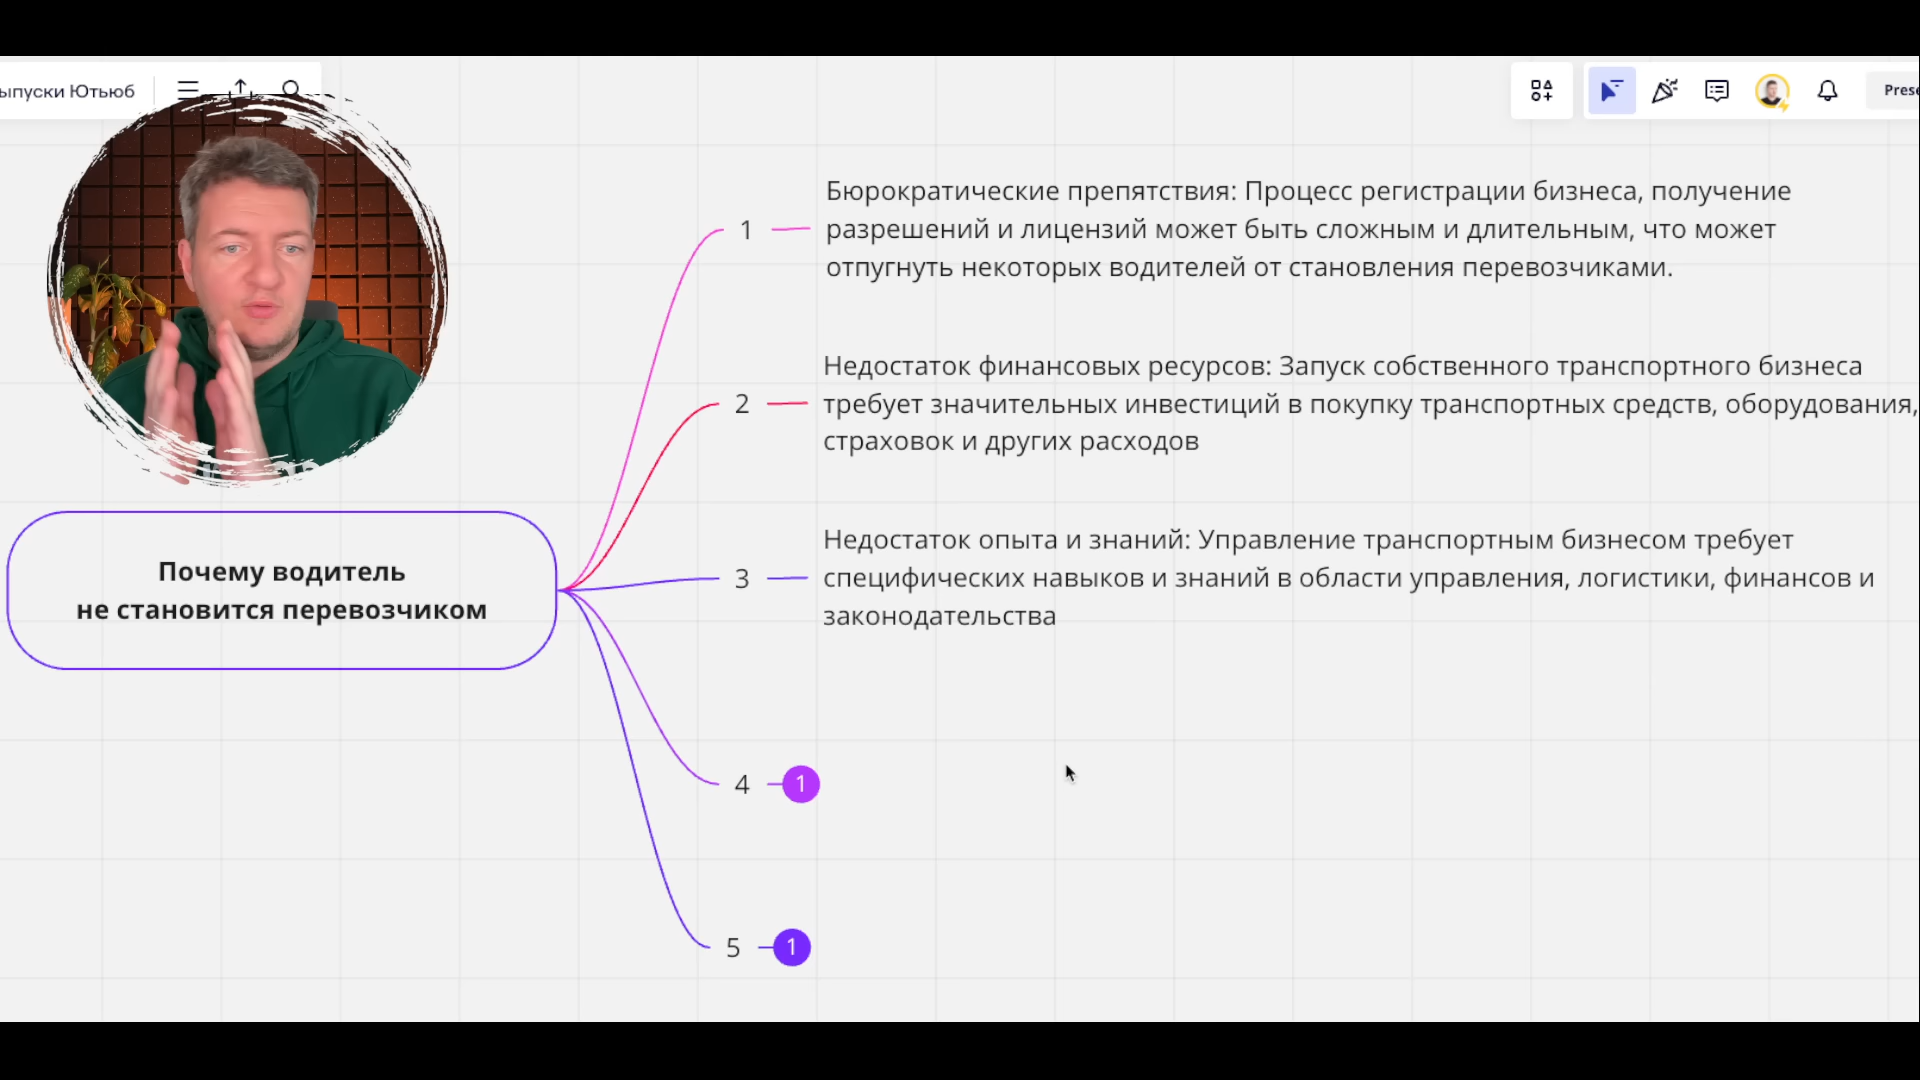 ыпуски Ютьюб
Prese
Бюрократические препятствия: Процесс регистрации бизнеса, получение
1
разрешений и лицензий может быть сложным и длительным, что может
отпугнуть некоторых водителей от становления перевозчиками.
Недостаток финансовых ресурсов: Запуск собственного транспортного бизнеса
2
требует значительных инвестиций в покупку транспортных средств, оборудования,
страховок и других расходов
Недостаток опыта и знаний: Управление транспортным бизнесом требует
3
специфических навыков и знаний в области управления, логистики, финансов и
законодательства
Почему водитель
не становится перевозчиком
4
1
5
1